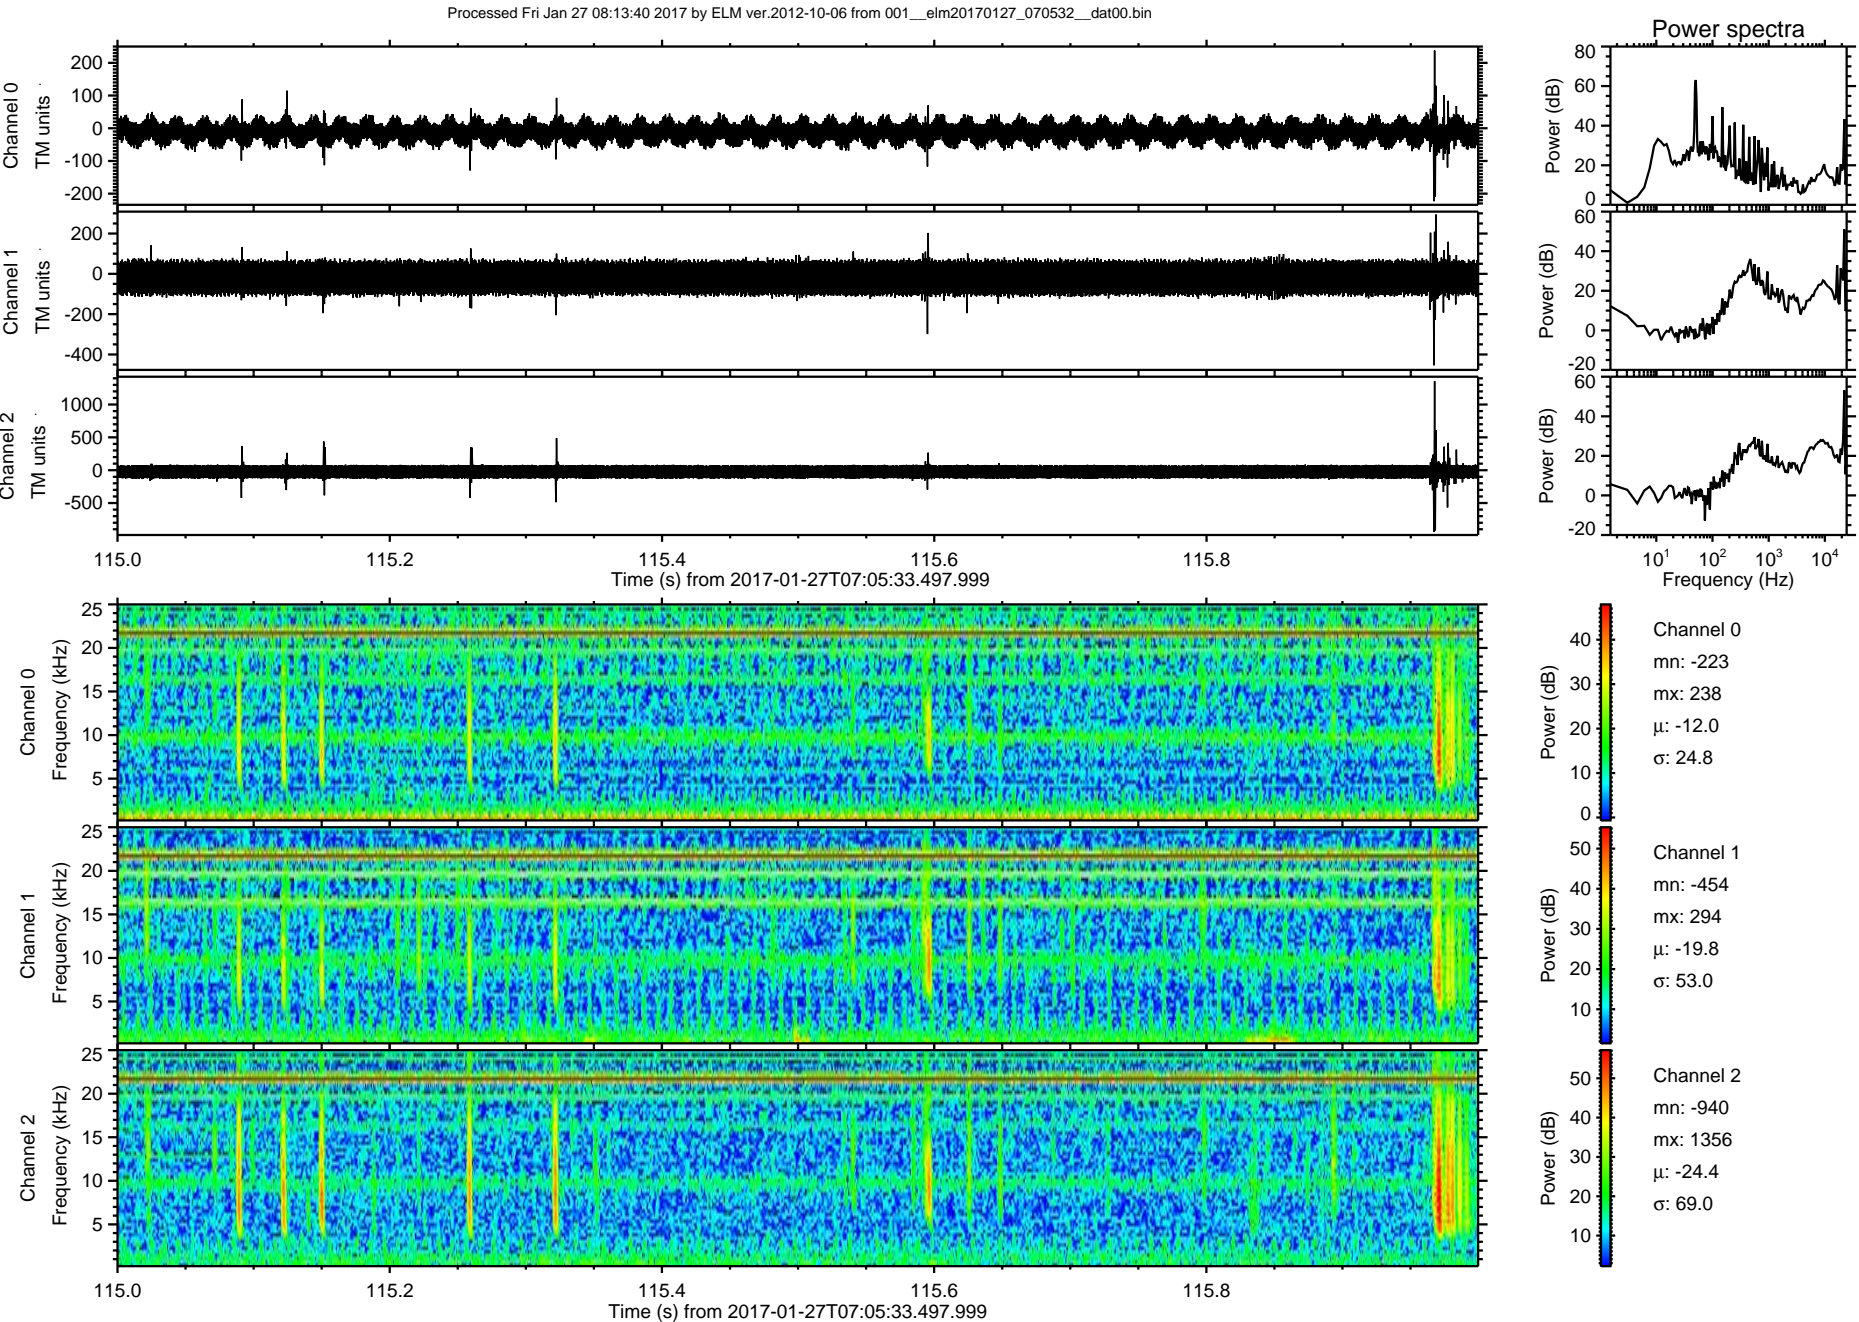 Processed Fri Jan 27 08:13:40 2017 by ELM ver.2012-10-06 from 001__elm20170127_070532__dat00.bin
Power spectra
Channel 0
TM units
200
100
0
-100
-200
Power (dB)
80
60
40
20
0
Channel 1
TM units
200
0
-200
-400
Power (dB)
60
40
20
0
-20
Channel 2
TM units
1000
500
0
-500
Power (dB)
60
40
20
0
-20
115.0
115.2
115.4
115.6
115.8
Time (s) from 2017-01-27T07:05:33.497.999
10^1
10^2
10^3
10^4
Frequency (Hz)
Channel 0
Frequency (kHz)
25
20
15
10
5
Power (dB)
40
30
20
10
0
Channel 0
mn: -223
mx: 238
μ: -12.0
σ: 24.8
Channel 1
Frequency (kHz)
25
20
15
10
5
Power (dB)
50
40
30
20
10
Channel 1
mn: -454
mx: 294
μ: -19.8
σ: 53.0
Channel 2
Frequency (kHz)
25
20
15
10
5
Power (dB)
50
40
30
20
10
Channel 2
mn: -940
mx: 1356
μ: -24.4
σ: 69.0
115.0
115.2
115.4
115.6
115.8
Time (s) from 2017-01-27T07:05:33.497.999